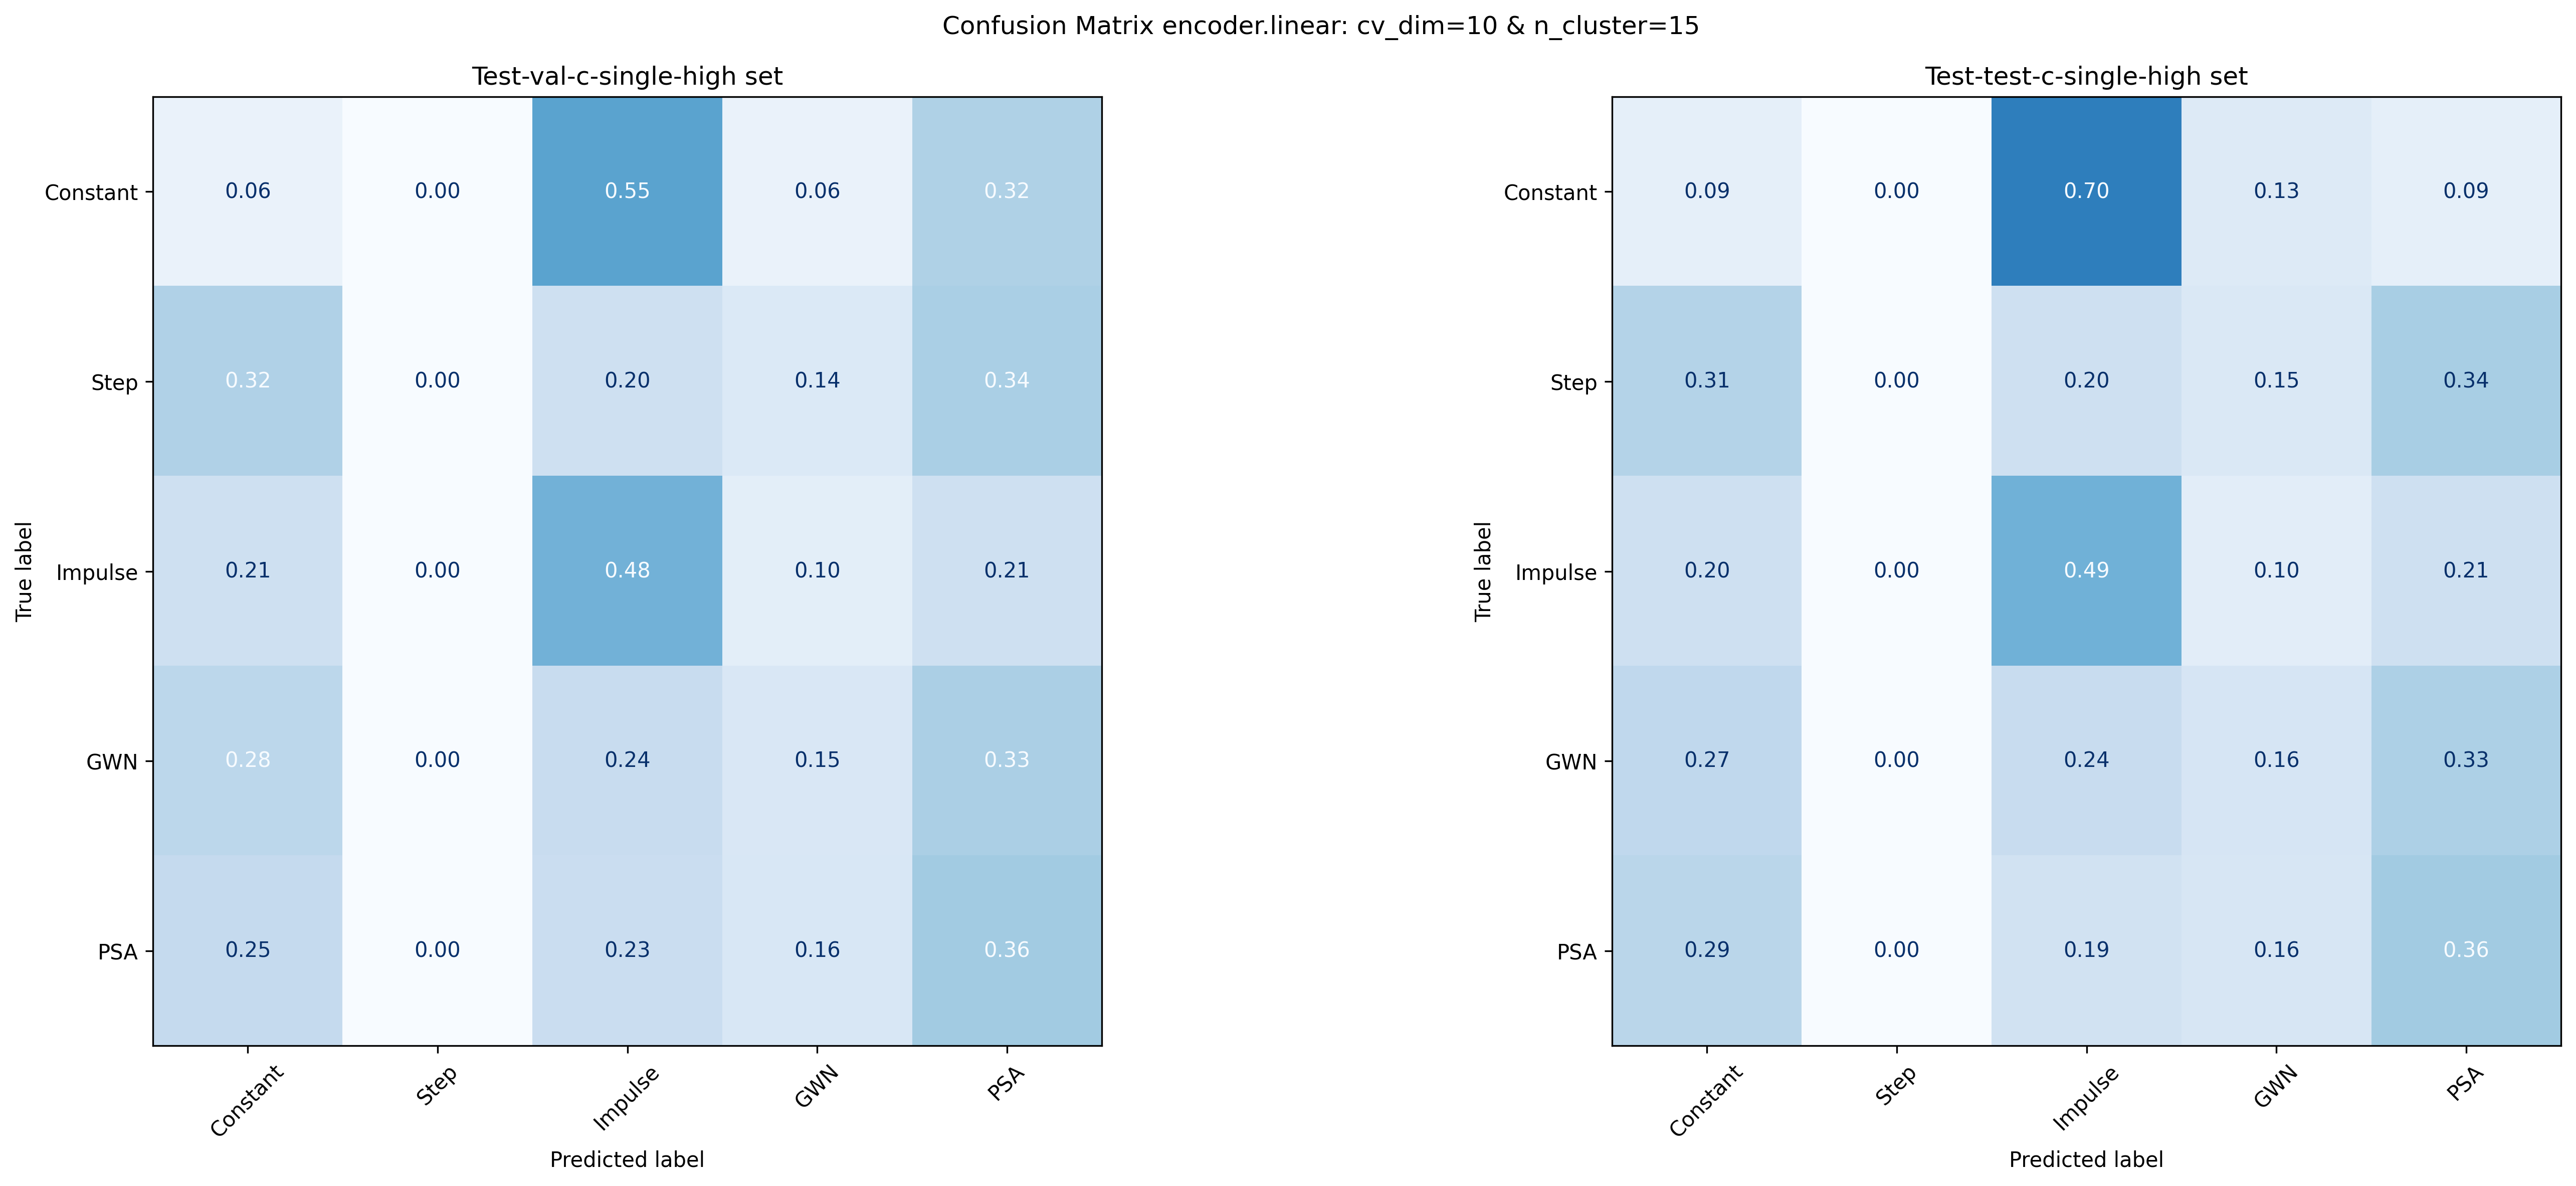 Confusion Matrix encoder.linear: cv_dim=10 & n_cluster=15
Test-val-c-single-high set
True label
Constant 0.06 0.00 0.55 0.06 0.32
Step 0.32 0.00 0.20 0.14 0.34
Impulse 0.21 0.00 0.48 0.10 0.21
GWN 0.28 0.00 0.24 0.15 0.33
PSA 0.25 0.00 0.23 0.16 0.36
Constant Step Impulse GWN PSA
Predicted label
Test-test-c-single-high set
True label
Constant 0.09 0.00 0.70 0.13 0.09
Step 0.31 0.00 0.20 0.15 0.34
Impulse 0.20 0.00 0.49 0.10 0.21
GWN 0.27 0.00 0.24 0.16 0.33
PSA 0.29 0.00 0.19 0.16 0.36
Constant Step Impulse GWN PSA
Predicted label